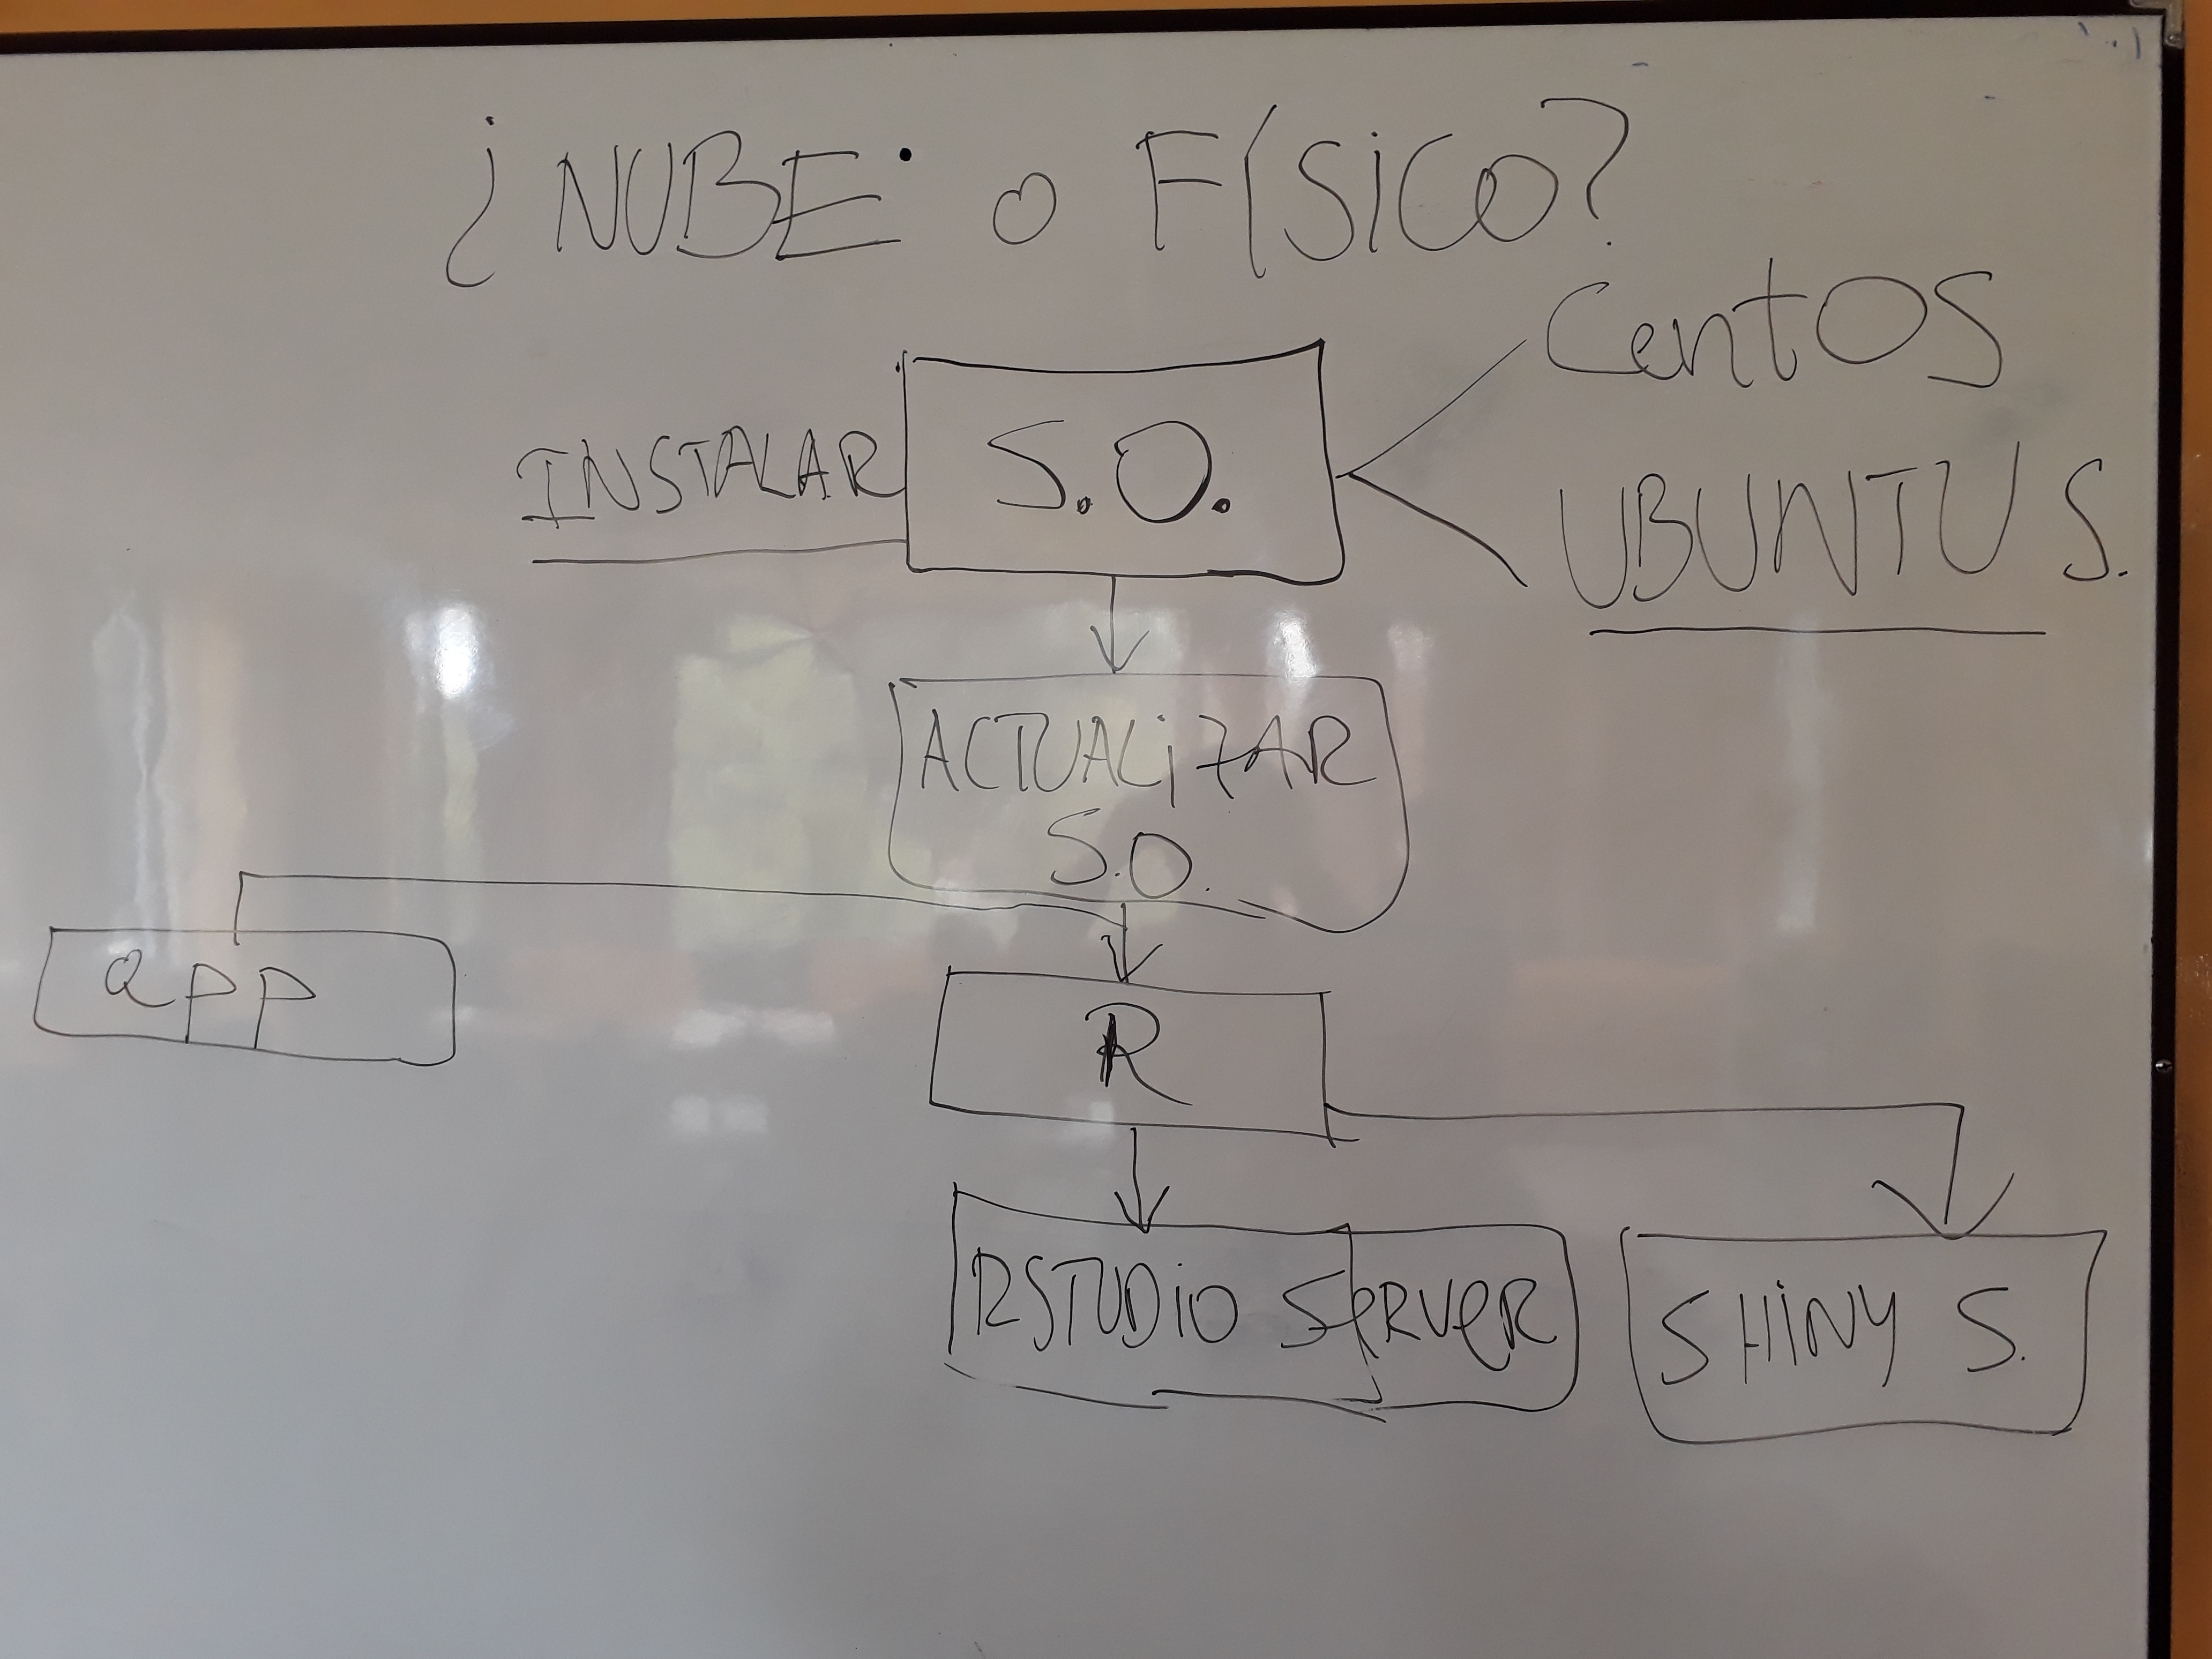 ¿NUBE o FÍSICO?
CentOS
INSTALAR S.O.
UBUNTU S.
ACTUALIZAR
S.O.
app
R
RSTUDIO SERVER
SHINY S.